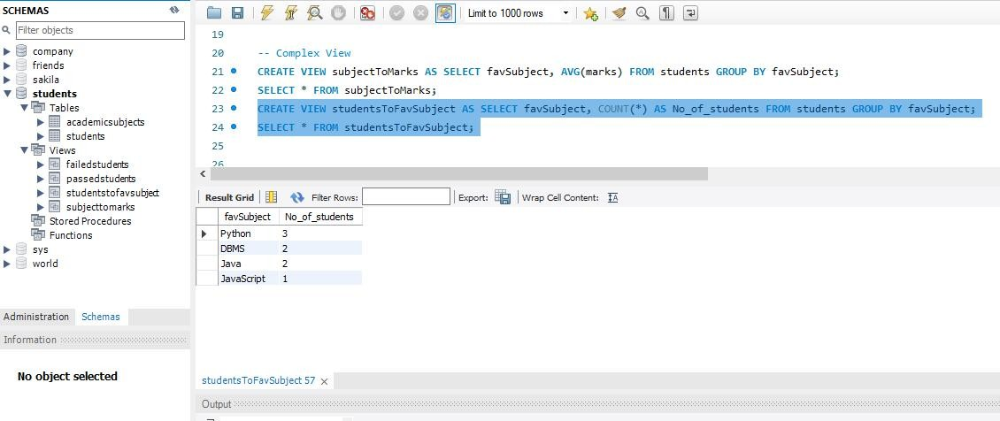 SCHEMAS
Filter objects
company
friends
sakila
students
Tables
academicsubjects
students
Views
failedstudents
passedstudents
studentstofavsubject
subjecttomarks
Stored Procedures
Functions
sys
world
Administration Schemas
Information
No object selected
Limit to 1000 rows
19
20 -- Complex View
21 CREATE VIEW subjectToMarks AS SELECT favSubject, AVG(marks) FROM students GROUP BY favSubject;
22 SELECT * FROM subjectToMarks;
23 CREATE VIEW studentsToFavSubject AS SELECT favSubject, COUNT(*) AS No_of_students FROM students GROUP BY favSubject;
24 SELECT * FROM studentsToFavSubject;
25
26
Result Grid Filter Rows: Export: Wrap Cell Content: IA
favSubject No_of_students
Python 3
DBMS 2
Java 2
JavaScript 1
studentsToFavSubject 57
Output